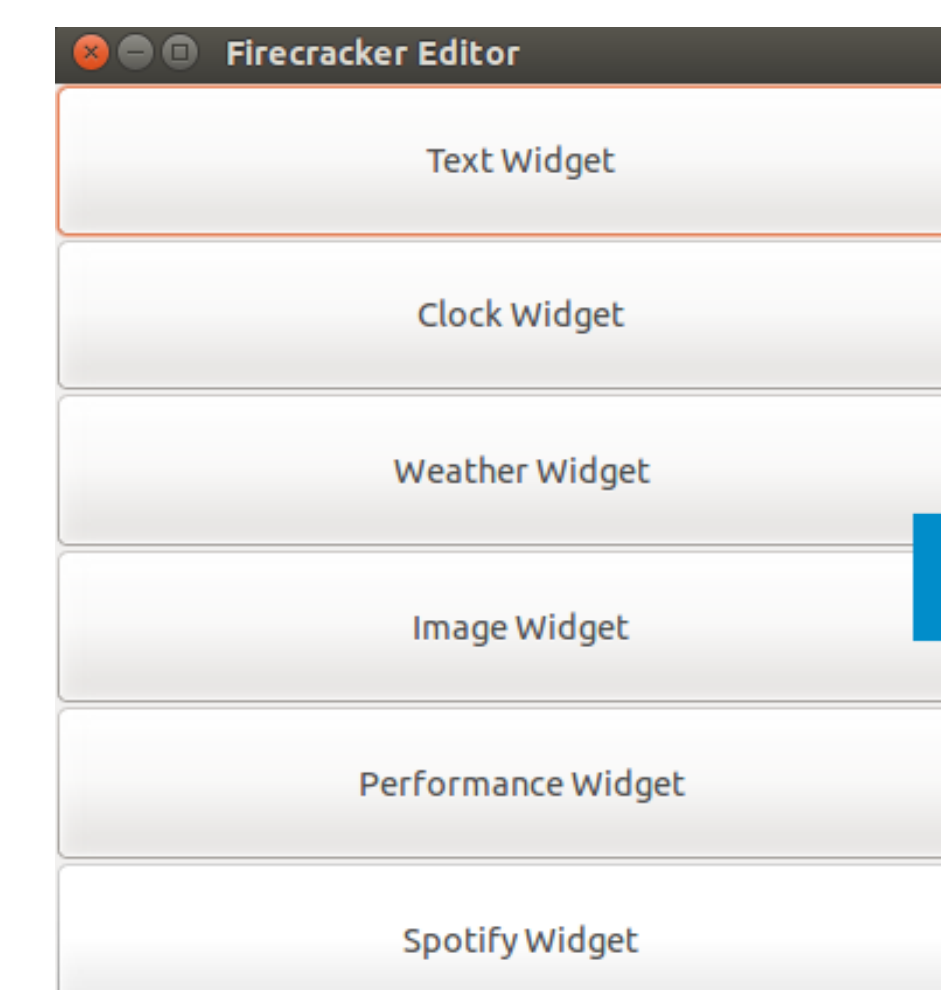 Firecracker Editor
Text Widget
Clock Widget
Weather Widget
Image Widget
Performance Widget
Spotify Widget